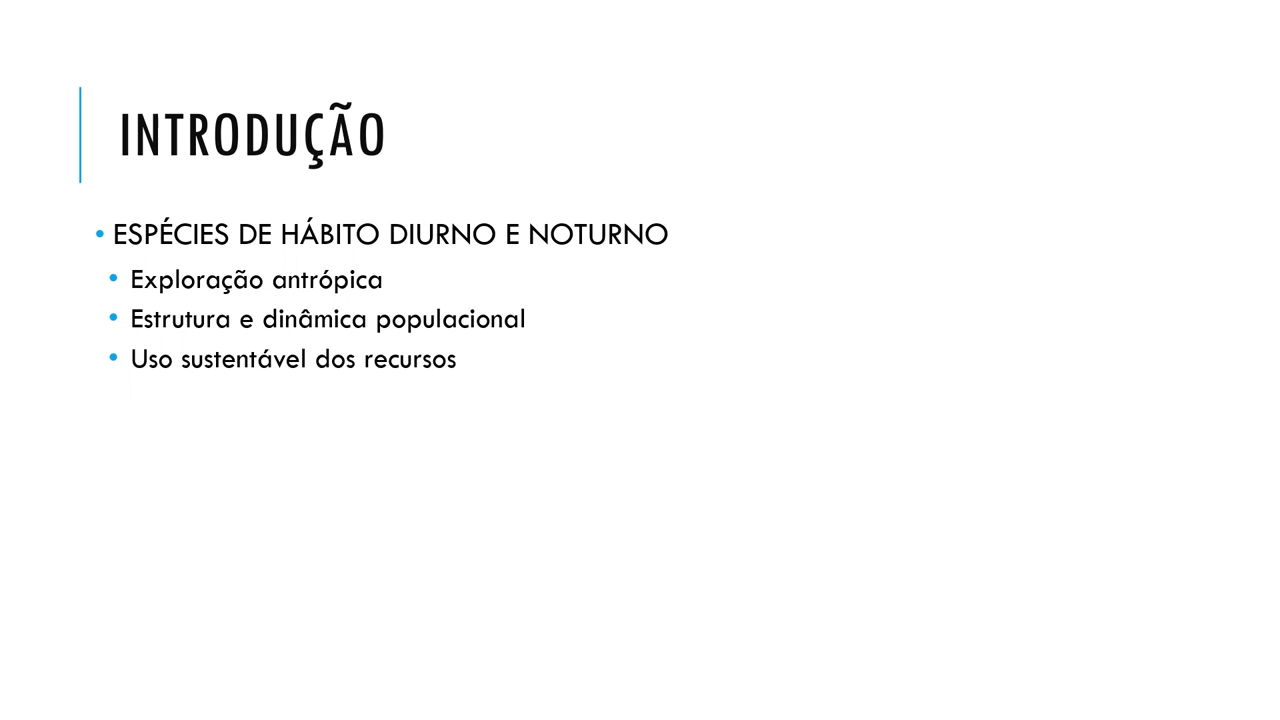 INTRODUÇÃO
• ESPÉCIES DE HÁBITO DIURNO E NOTURNO
• Exploração antrópica
• Estrutura e dinâmica populacional
• Uso sustentável dos recursos